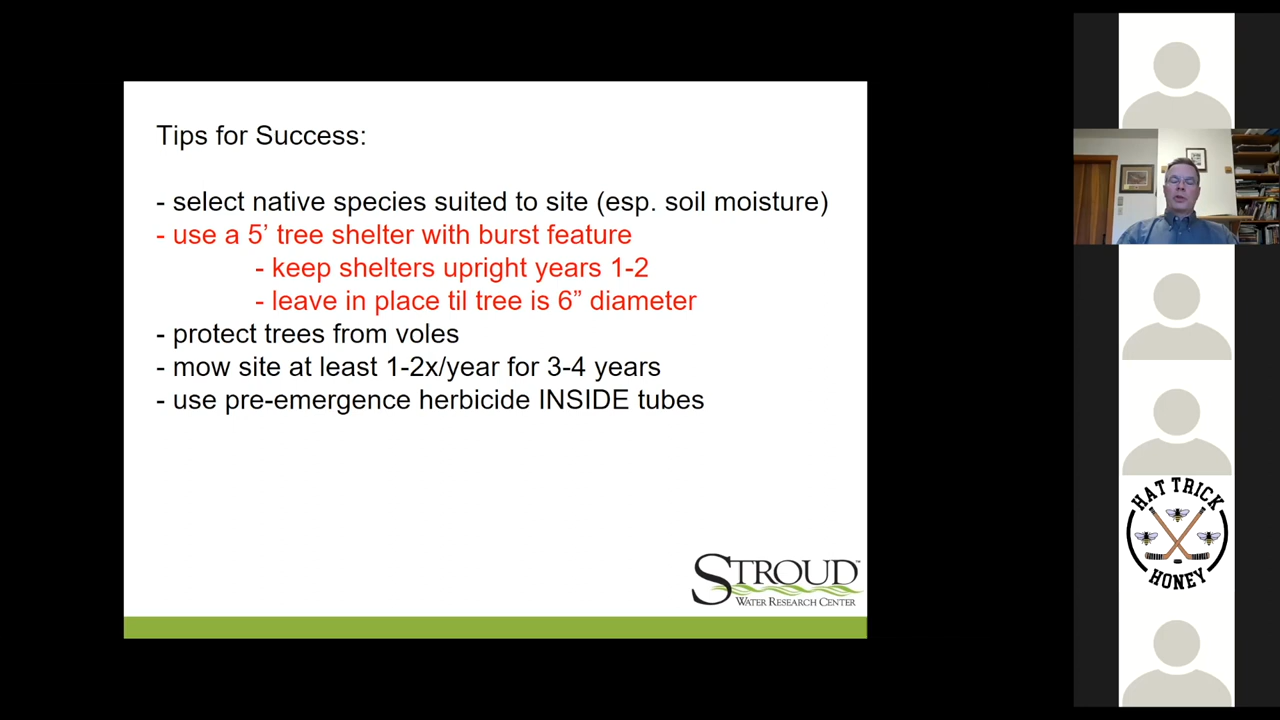 Tips for Success:
- select native species suited to site (esp. soil moisture)
- use a 5’ tree shelter with burst feature
- keep shelters upright years 1-2
- leave in place til tree is 6” diameter
- protect trees from voles
- mow site at least 1-2x/year for 3-4 years
- use pre-emergence herbicide INSIDE tubes
STROUD™
WATER RESEARCH CENTER
HAT TRICK
HONEY